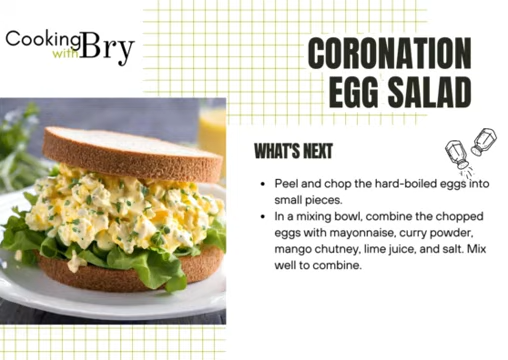 Cooking
with Bry
CORONATION
EGG SALAD
WHAT'S NEXT
• Peel and chop the hard-boiled eggs into
small pieces.
• In a mixing bowl, combine the chopped
eggs with mayonnaise, curry powder,
mango chutney, lime juice, and salt. Mix
well to combine.